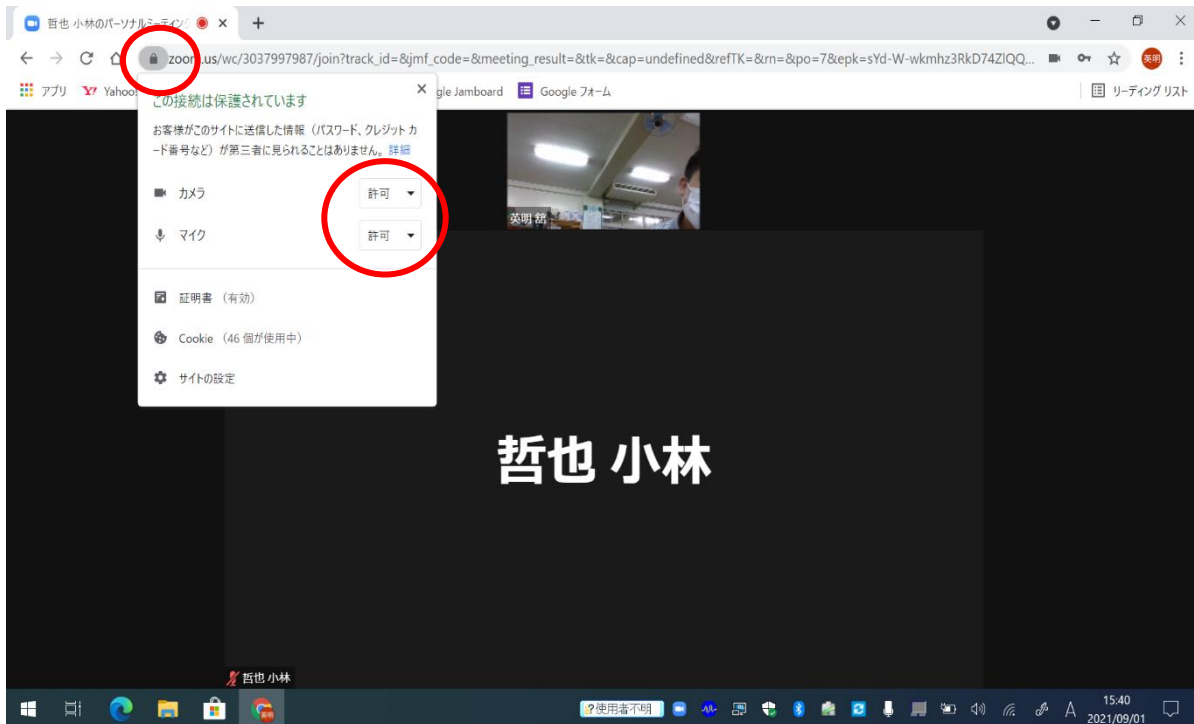 哲也 小林のパーソナルミーティング
zoom.us/wc/3037997987/join?track_id=&jmf_code=&meeting_result=&tk=&cap=undefined&refTK=&rn=&po=7&epk=sYd-W-wkmhz3RkD74ZlQQ...
英明
アプリ Yahoo! gle Jamboard Google フォーム リーディング リスト
この接続は保護されています
お客様がこのサイトに送信した情報（パスワード、クレジット カ
ード番号など）が第三者に見られることはありません。詳細
カメラ 許可
マイク 許可
証明書 （有効）
Cookie （46 個が使用中）
サイトの設定
英明 舘
哲也 小林
哲也 小林
?使用者不明
A
15:40
2021/09/01